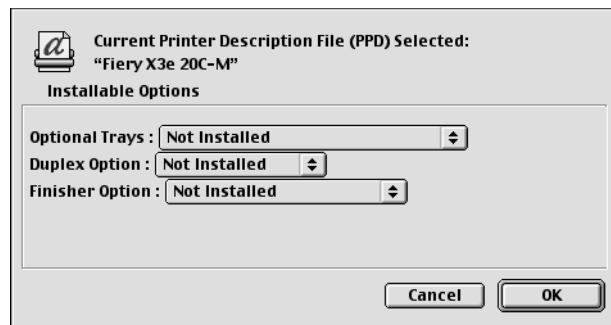 Current Printer Description File (PPD) Selected:
“Fiery X3e 20C-M”
Installable Options
Optional Trays : Not Installed
Duplex Option : Not Installed
Finisher Option : Not Installed
Cancel OK